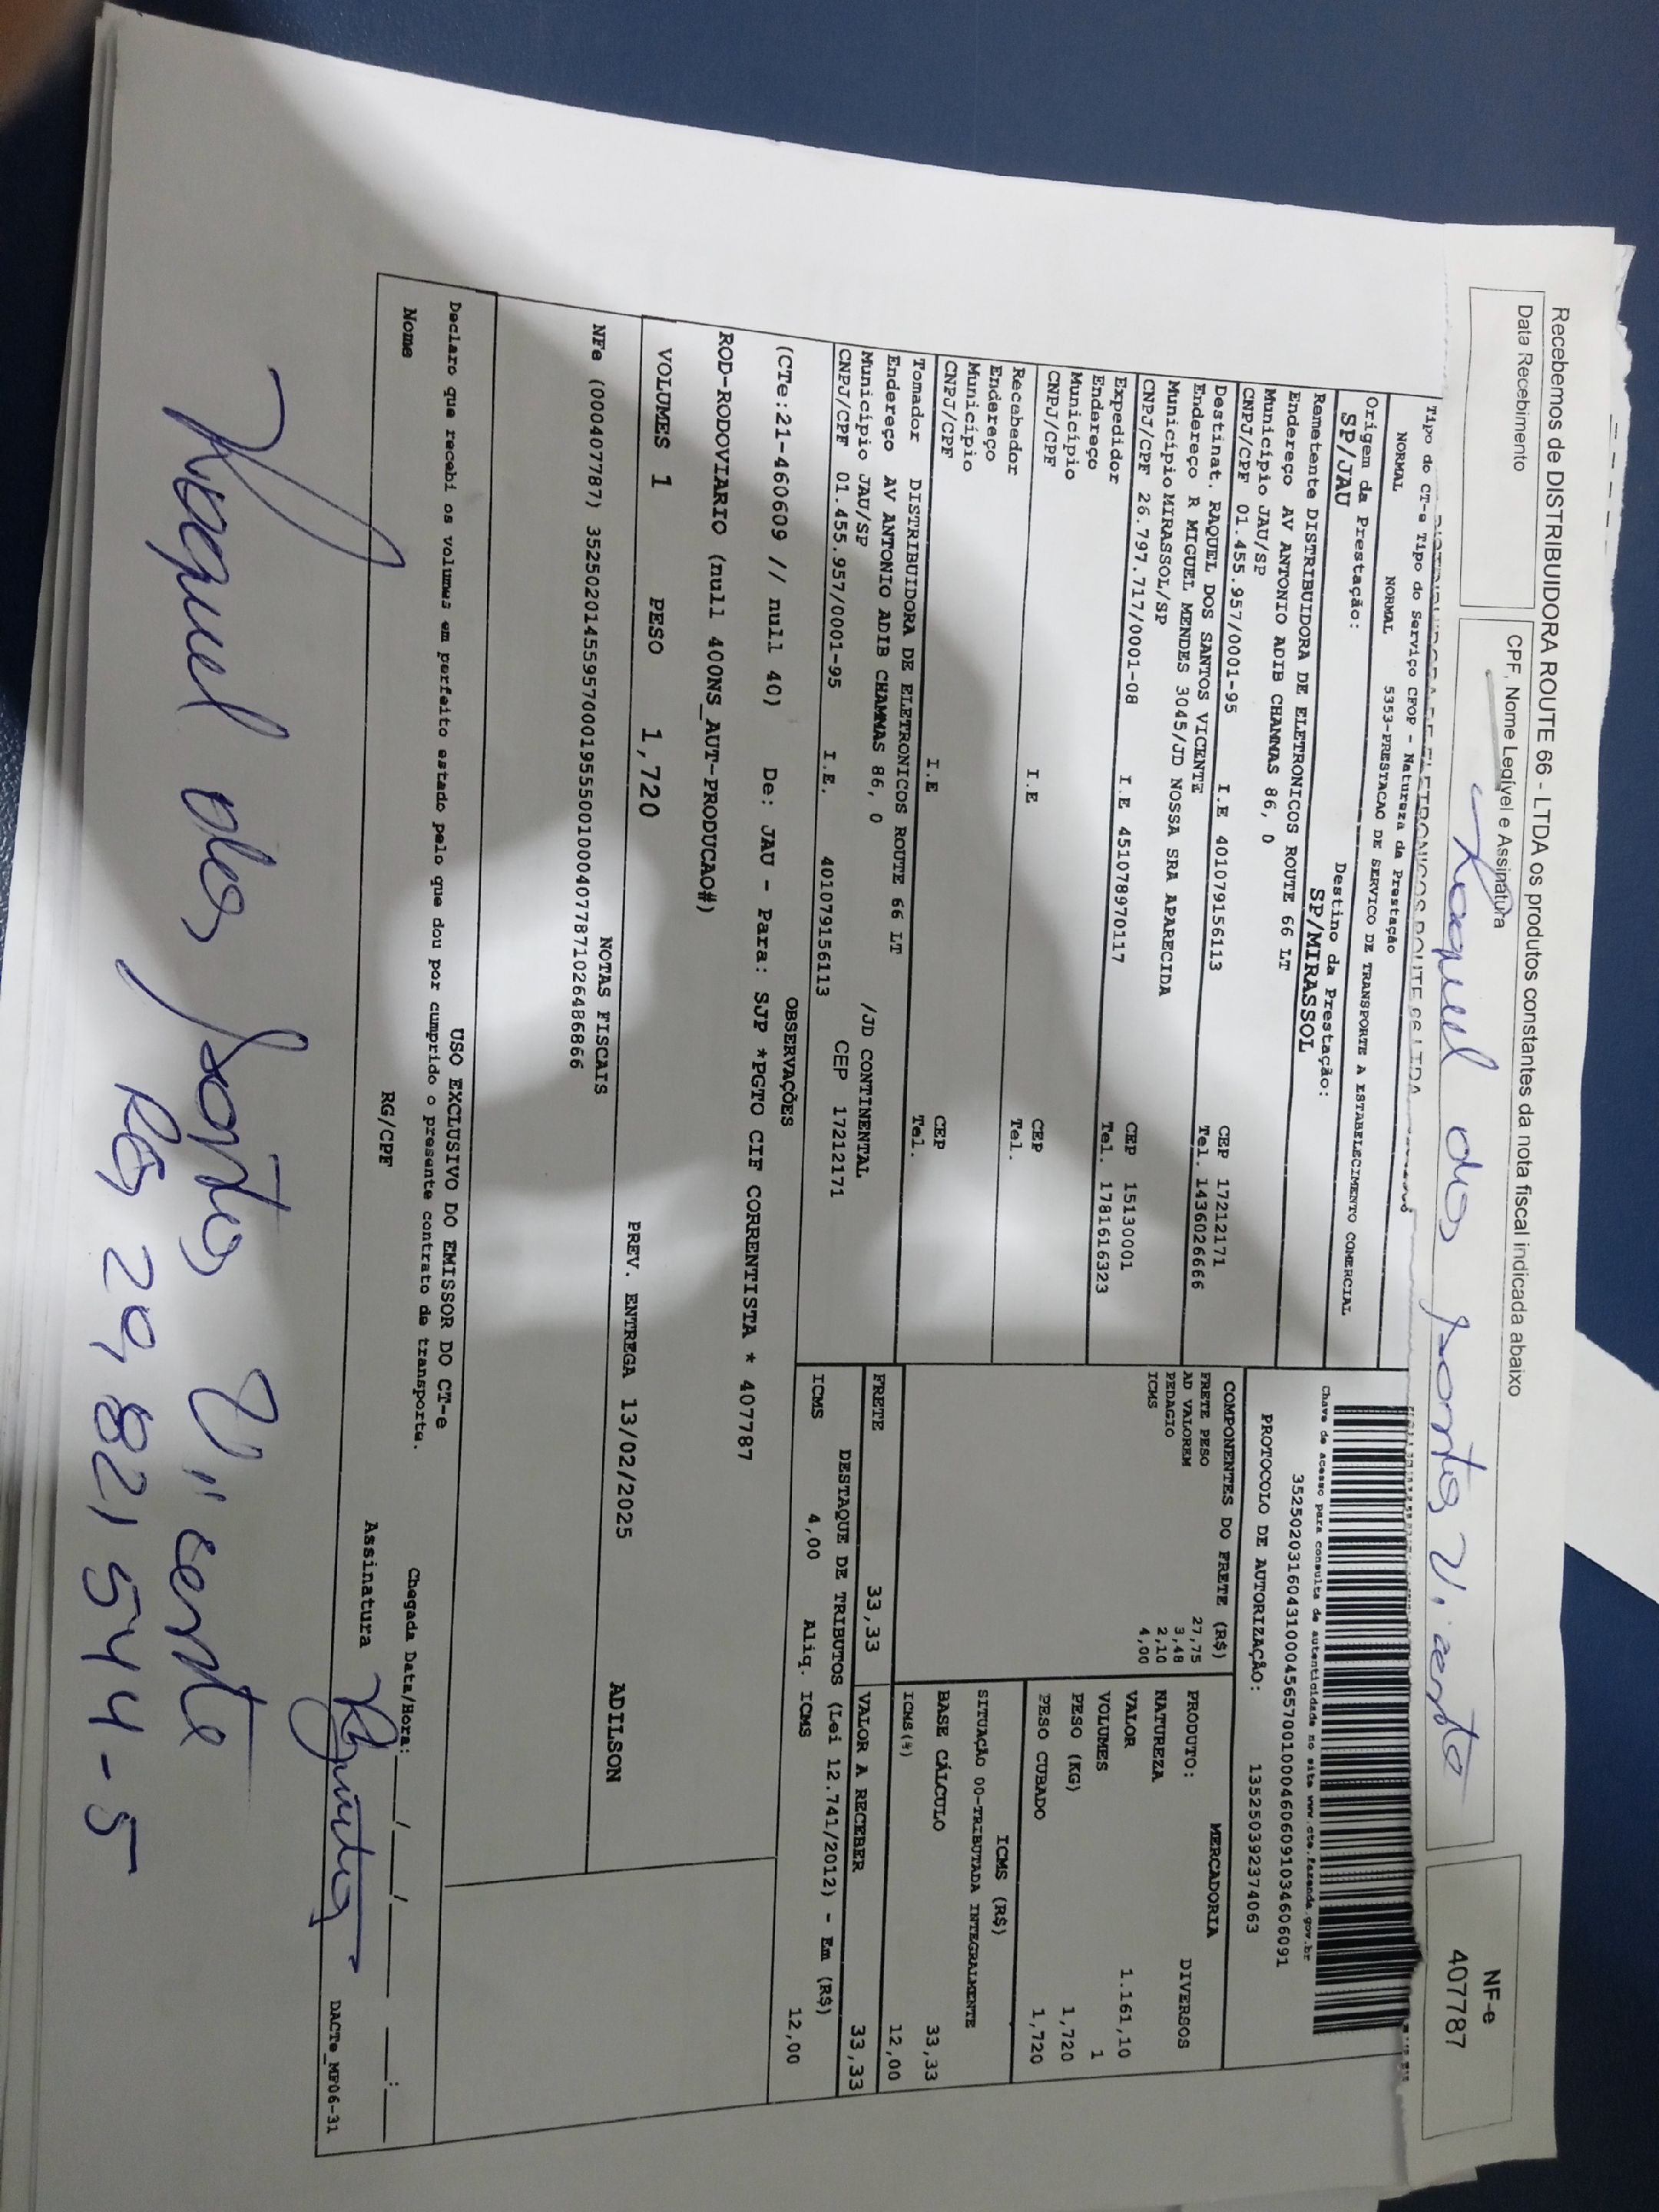 Recebemos de DISTRIBUIDORA ROUTE 66 - LTDA os produtos constantes da nota fiscal indicada abaixo
Data Recebimento
CPF, Nome Legível e Assinatura
Raquel dos Santos Vicente
NF-e
407787
Tipo do CT-e Tipo do Serviço CFOP - Natureza da Prestação
NORMAL NORMAL 5353-PRESTACAO DE SERVICO DE TRANSPORTE A ESTABELECIMENTO COMERCIAL
Origem da Prestação: Destino da Prestação:
SP/JAU SP/MIRASSOL
Remetente DISTRIBUIDORA DE ELETRONICOS ROUTE 66 LT
Endereço AV ANTONIO ADIB CHAMMAS 86, 0
Município JAU/SP CEP 17212171
CNPJ/CPF 01.455.957/0001-95 I.E 401079156113 Tel. 1436026666
Destinat. RAQUEL DOS SANTOS VICENTE
Endereço R MIGUEL MENDES 3045/JD NOSSA SRA APARECIDA
Município MIRASSOL/SP CEP 15130001
CNPJ/CPF 26.797.717/0001-08 I.E 451078970117 Tel. 1781616323
Expedidor
Endereço
Município CEP
CNPJ/CPF I.E Tel.
Recebedor
Endereço
Município CEP
CNPJ/CPF I.E Tel.
Tomador DISTRIBUIDORA DE ELETRONICOS ROUTE 66 LT
Endereço AV ANTONIO ADIB CHAMMAS 86, 0 /JD CONTINENTAL
Município JAU/SP CEP 17212171
CNPJ/CPF 01.455.957/0001-95 I.E. 401079156113
Chave de acesso para consulta de autenticidade no site www.cte.fazenda.gov.br
PROTOCOLO DE AUTORIZAÇÃO: 135250392374063
COMPONENTES DO FRETE (R$)
FRETE PESO 27,75
AD VALOREM 3,48
PEDAGIO 2,10
ICMS 4,00
MERCADORIA
PRODUTO: DIVERSOS
NATUREZA
VALOR 1.161,10
VOLUMES 1
PESO (KG) 1,720
PESO CUBADO 1,720
ICMS (R$)
SITUAÇÃO 00-TRIBUTADA INTEGRALMENTE
BASE CÁLCULO 33,33
ICMS(%) 12,00
FRETE 33,33 VALOR A RECEBER 33,33
DESTAQUE DE TRIBUTOS (Lei 12.741/2012) - Em (R$)
ICMS 4,00 Aliq. ICMS 12,00
OBSERVAÇÕES
(CTe:21-460609 // null 40) De: JAU - Para: SJP *PGTO CIF CORRENTISTA * 407787
ROD-RODOVIARIO (null 400NS_AUT-PRODUCAO#)
VOLUMES 1 PESO 1,720 PREV. ENTREGA 13/02/2025 ADILSON
NOTAS FISCAIS
USO EXCLUSIVO DO EMISSOR DO CT-e
Declaro que recebi os volumes em perfeito estado pelo que dou por cumprido o presente contrato de transporte.
Chegada Data/Hora: __/__/____ __:__
Nome RG/CPF Assinatura
DACTe_MF06-31
Raquel dos Santos Vicente
RG 29,821,544-5